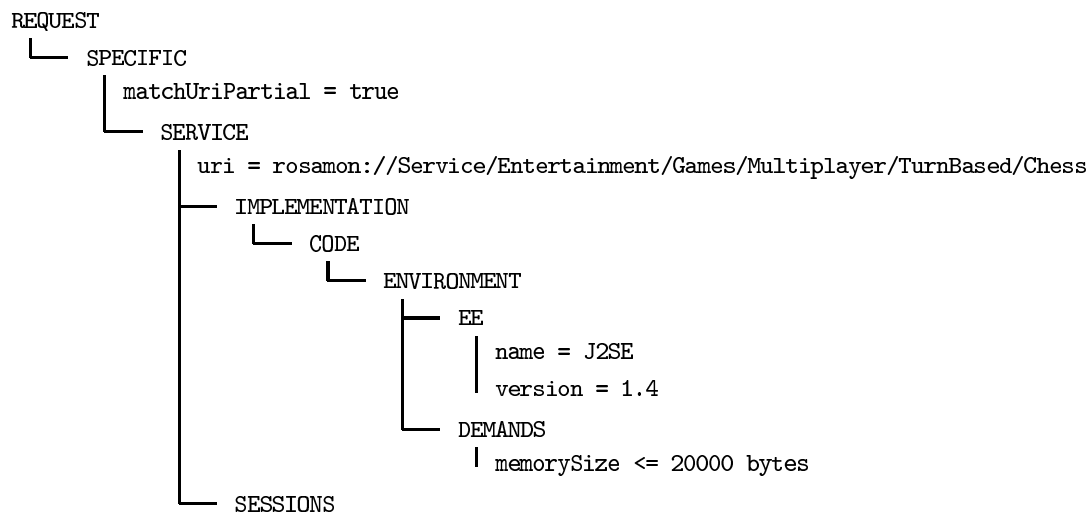 REQUEST
SPECIFIC
matchUriPartial = true
SERVICE
uri = rosamon://Service/Entertainment/Games/Multiplayer/TurnBased/Chess
IMPLEMENTATION
CODE
ENVIRONMENT
EE
name = J2SE
version = 1.4
DEMANDS
memorySize <= 20000 bytes
SESSIONS